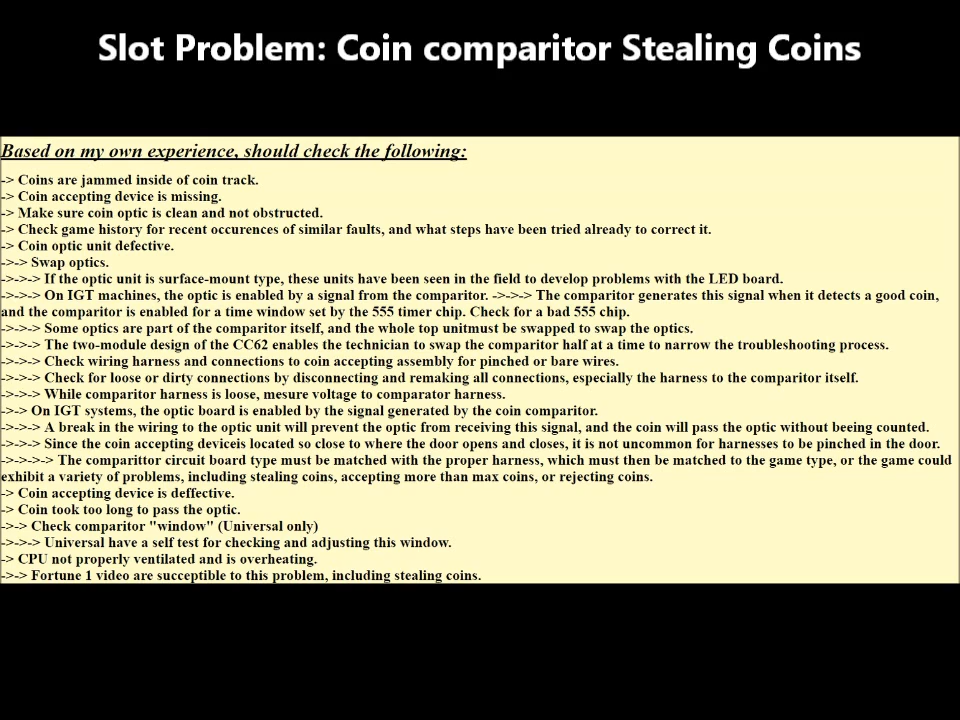 Slot Problem: Coin comparitor Stealing Coins
Based on my own experience, should check the following:
-> Coins are jammed inside of coin track.
-> Coin accepting device is missing.
-> Make sure coin optic is clean and not obstructed.
-> Check game history for recent occurences of similar faults, and what steps have been tried already to correct it.
-> Coin optic unit defective.
->-> Swap optics.
->->-> If the optic unit is surface-mount type, these units have been seen in the field to develop problems with the LED board.
->->-> On IGT machines, the optic is enabled by a signal from the comparitor. ->->-> The comparitor generates this signal when it detects a good coin,
and the comparitor is enabled for a time window set by the 555 timer chip. Check for a bad 555 chip.
->->-> Some optics are part of the comparitor itself, and the whole top unitmust be swapped to swap the optics.
->->-> The two-module design of the CC62 enables the technician to swap the comparitor half at a time to narrow the troubleshooting process.
->->-> Check wiring harness and connections to coin accepting assembly for pinched or bare wires.
->->-> Check for loose or dirty connections by disconnecting and remaking all connections, especially the harness to the comparitor itself.
->->-> While comparitor harness is loose, mesure voltage to comparator harness.
->-> On IGT systems, the optic board is enabled by the signal generated by the coin comparitor.
->->-> A break in the wiring to the optic unit will prevent the optic from receiving this signal, and the coin will pass the optic without beeing counted.
->->-> Since the coin accepting deviceis located so close to where the door opens and closes, it is not uncommon for harnesses to be pinched in the door.
->->->-> The comparittor circuit board type must be matched with the proper harness, which must then be matched to the game type, or the game could
exhibit a variety of problems, including stealing coins, accepting more than max coins, or rejecting coins.
-> Coin accepting device is deffective.
-> Coin took too long to pass the optic.
->-> Check comparitor "window" (Universal only)
->->-> Universal have a self test for checking and adjusting this window.
-> CPU not properly ventilated and is overheating.
->-> Fortune 1 video are succeptible to this problem, including stealing coins.